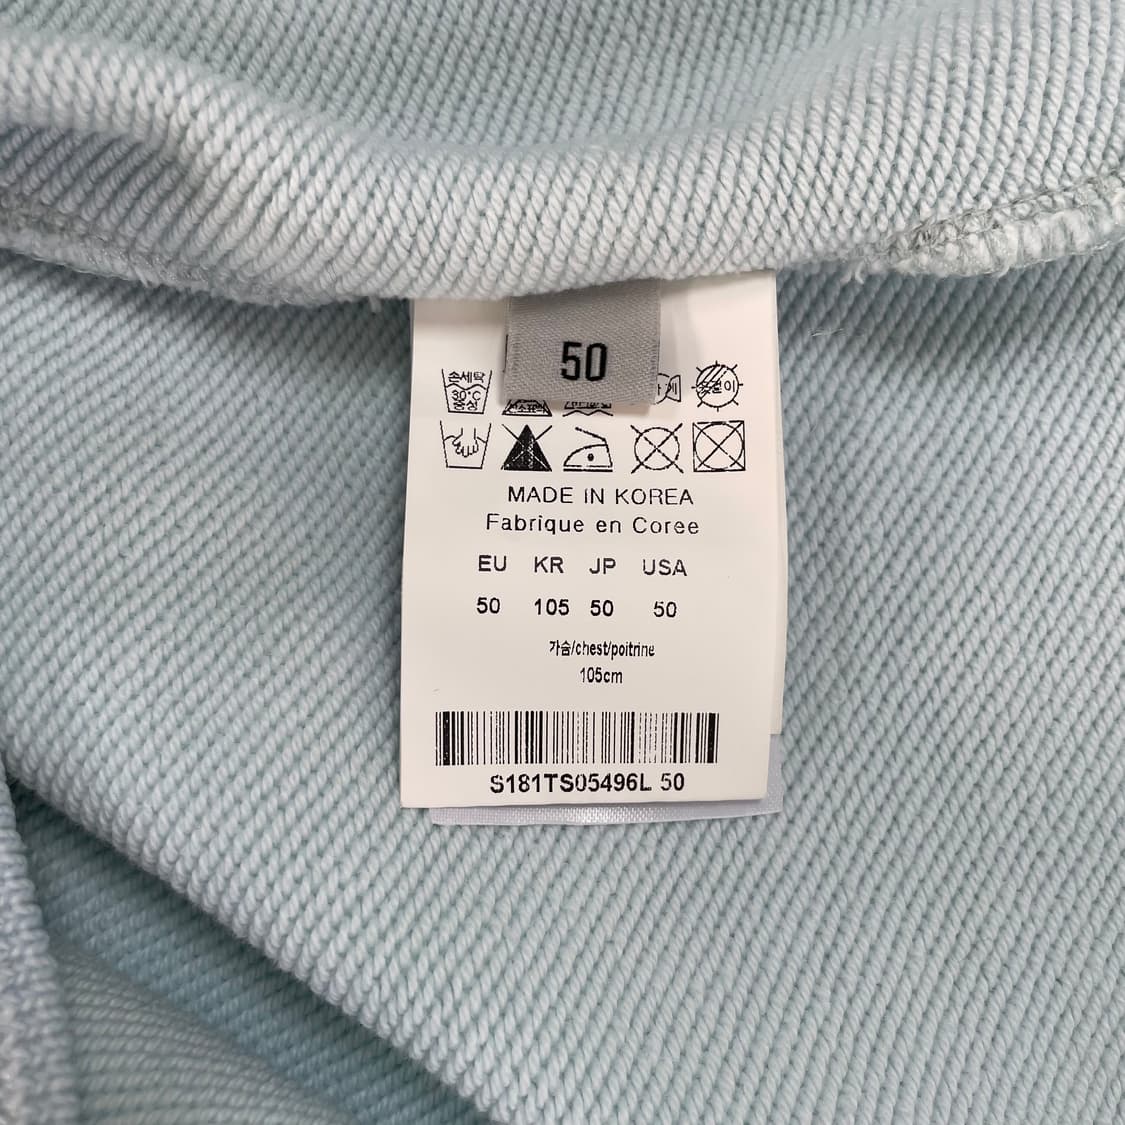 50
손세탁
30°C
중성
MADE IN KOREA
Fabrique en Coree
EU KR JP USA
50 105 50 50
가슴/chest/poitrine
105cm
S181TS05496L 50